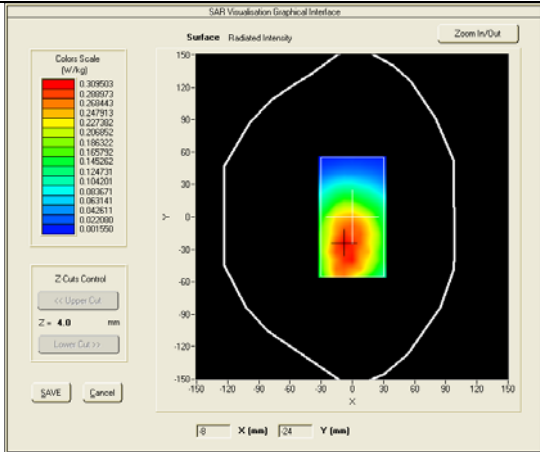 SAR Visualisation Graphical Interface
Surface Radiated Intensity
Zoom In/Out
Colors Scale
(W/kg)
0.309503
0.288973
0.268443
0.247913
0.227382
0.206852
0.186322
0.165792
0.145262
0.124731
0.104201
0.083671
0.063141
0.042611
0.022080
0.001550
150-
120-
90-
60-
30-
0-
-30-
-60-
-90-
-120-
-150-
Y
-150 -120 -90 -60 -30 0 30 60 90 120 150
X
Z Cuts Control
<< Upper Cut
Z = 4.0 mm
Lower Cut >>
SAVE Cancel
-8 X (mm) -24 Y (mm)